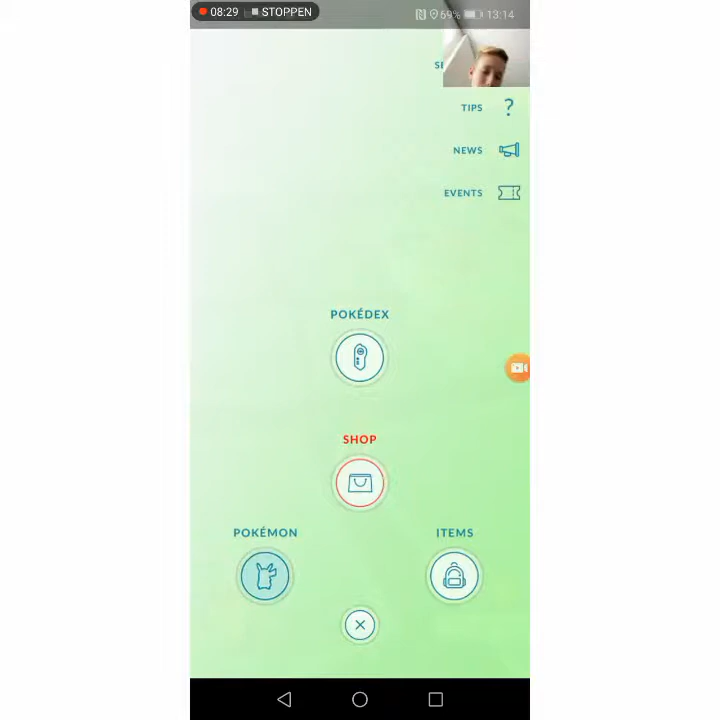 08:29 STOPPEN 69% 13:14
TIPS
NEWS
EVENTS
POKÉDEX
SHOP
POKÉMON ITEMS